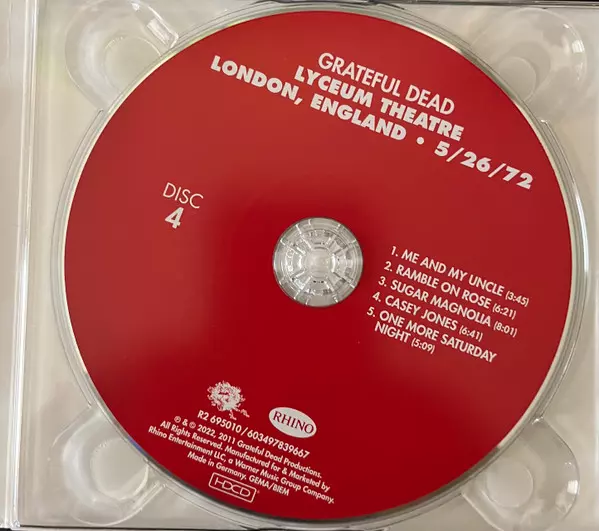 GRATEFUL DEAD
LYCEUM THEATRE
LONDON, ENGLAND • 5/26/72
DISC
4
1. ME AND MY UNCLE (3:45)
2. RAMBLE ON ROSE (6:21)
3. SUGAR MAGNOLIA (8:01)
4. CASEY JONES (6:41)
5. ONE MORE SATURDAY
NIGHT (5:09)
RHINO
R2 695010 / 603497839667
℗ & © 2022, 2011 Grateful Dead Productions.
All Rights Reserved. Manufactured for & Marketed by
Rhino Entertainment LLC, a Warner Music Group Company.
Made in Germany. GEMA/BIEM
HDCD